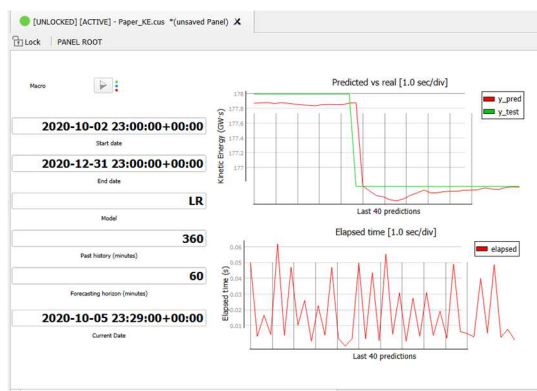 [UNLOCKED] [ACTIVE] - Paper_KE.cus *(unsaved Panel) X
Lock PANEL ROOT
Macro
2020-10-02 23:00:00+00:00
Start date
2020-12-31 23:00:00+00:00
End date
LR
Model
360
Past history (minutes)
60
Forecasting horizon (minutes)
2020-10-05 23:29:00+00:00
Current Date
Predicted vs real [1.0 sec/div]
Kinetic Energy (GW's)
178
177.8
177.6
177.4
177.2
177
y_pred
y_test
Last 40 predictions
Elapsed time [1.0 sec/div]
Elapsed time (s)
0.06
0.05
0.04
0.03
0.02
0.01
elapsed
Last 40 predictions